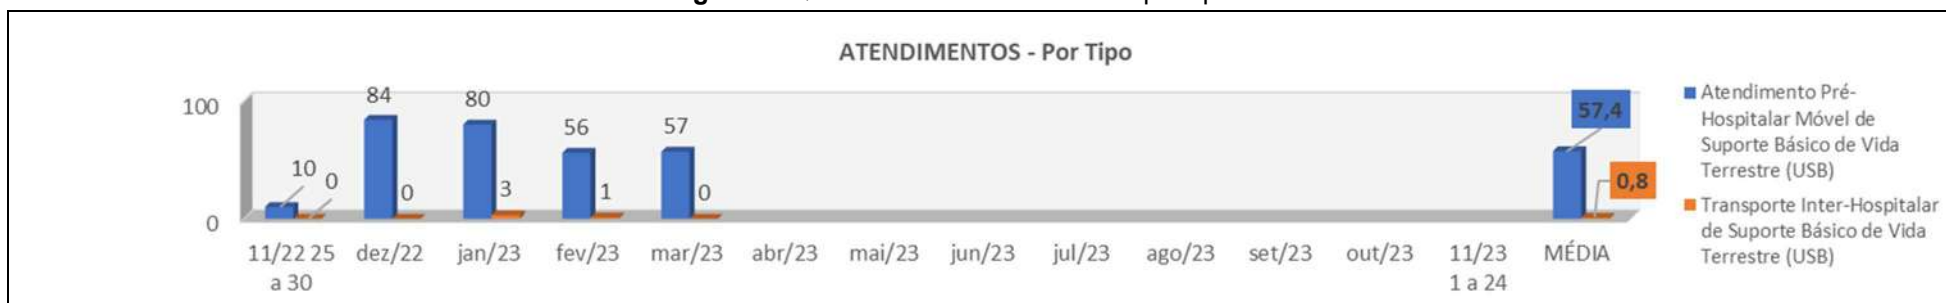 ATENDIMENTOS - Por Tipo
100
0
10
0
84
0
80
3
56
1
57
0
57,4
0,8
11/22 25
a 30
dez/22
jan/23
fev/23
mar/23
abr/23
mai/23
jun/23
jul/23
ago/23
set/23
out/23
11/23
1 a 24
MÉDIA
Atendimento Pré-
Hospitalar Móvel de
Suporte Básico de Vida
Terrestre (USB)
Transporte Inter-Hospitalar
de Suporte Básico de Vida
Terrestre (USB)